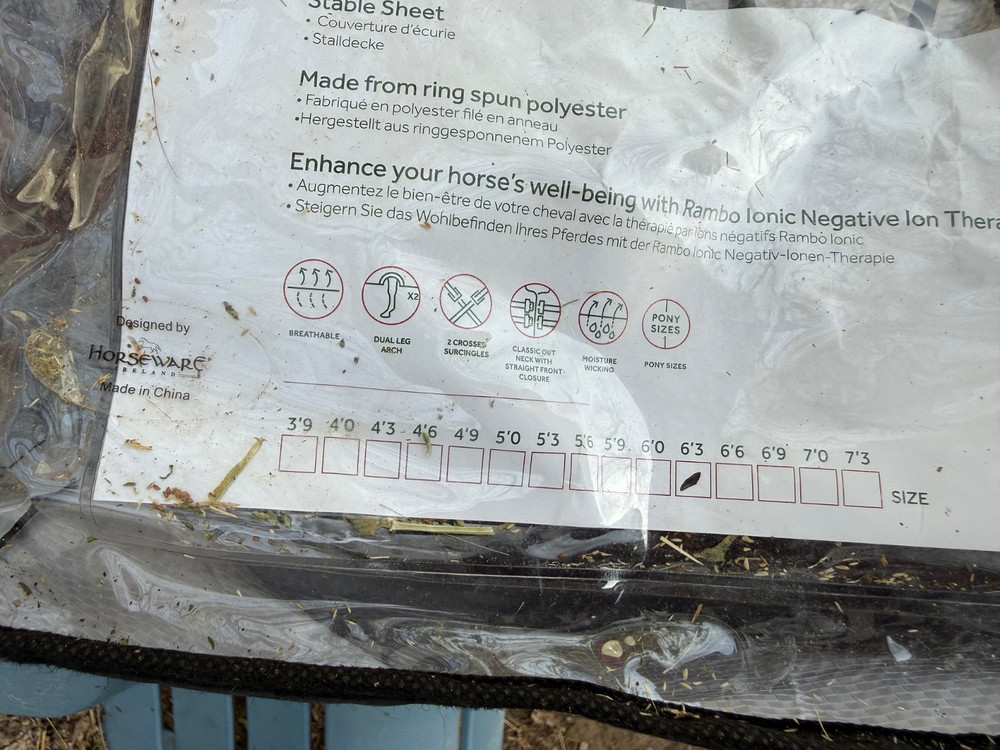 Stable Sheet
• Couverture d'écurie
• Stalldecke
Made from ring spun polyester
• Fabriqué en polyester filé en anneau
•Hergestellt aus ringgesponnenem Polyester
Enhance your horse's well-being with Rambo Ionic Negative Ion Thera
• Augmentez le bien-être de votre cheval avec la thérapie par ions négatifs Rambo Ionic
• Steigern Sie das Wohlbefinden Ihres Pferdes mit der Rambo Ionic Negativ-Ionen-Therapie
X2
PONY
SIZES
BREATHABLE
DUAL LEG
ARCH
2 CROSSED
SURCINGLES
CLASSIC CUT
NECK WITH
STRAIGHT FRONT-
CLOSURE
MOISTURE
WICKING
PONY SIZES
Designed by
HORSEWARE
IRELAND
Made in China
3'9 4'0 4'3 4'6 4'9 5'0 5'3 5'6 5'9 6'0 6'3 6'6 6'9 7'0 7'3
SIZE